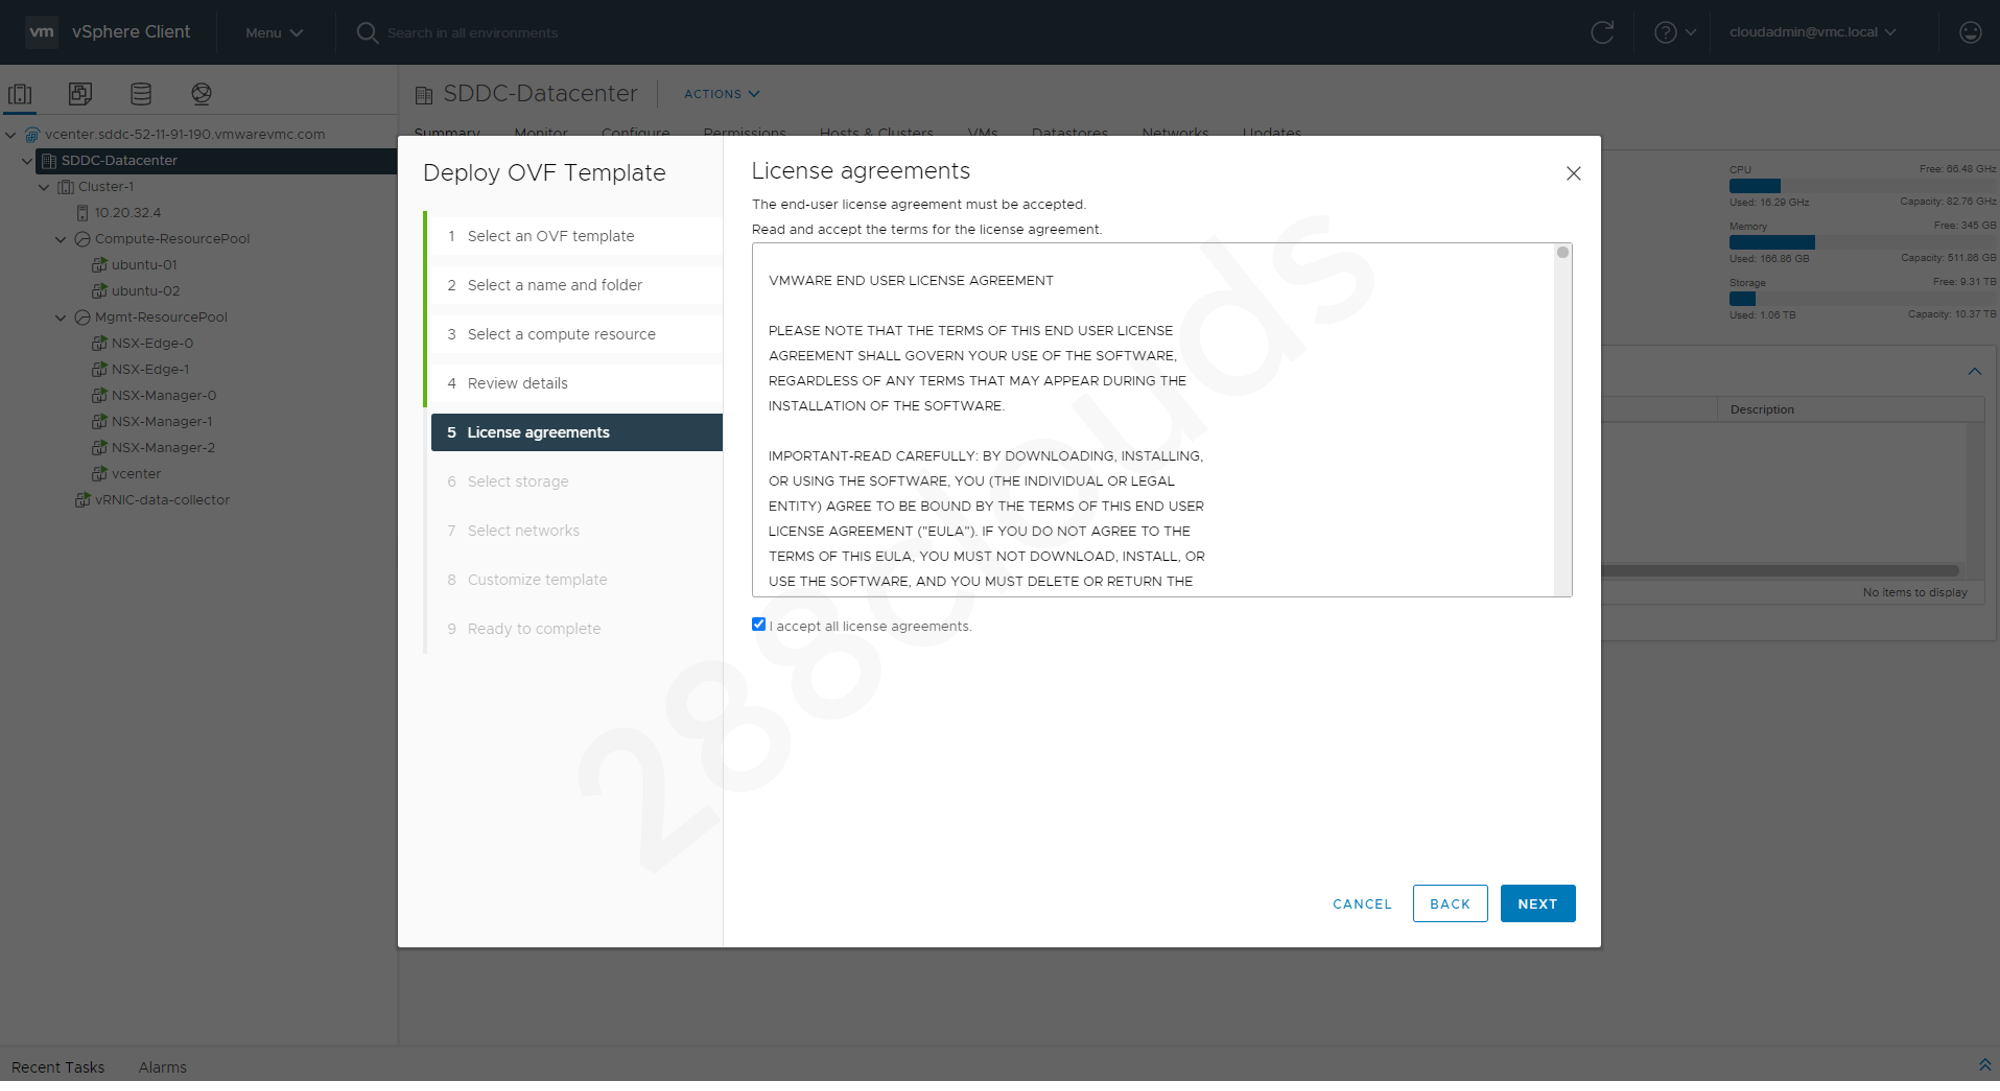 vm vSphere Client Menu Search in all environments cloudadmin@vmc.local
SDDC-Datacenter ACTIONS
Summary Monitor Configure Permissions Hosts & Clusters VMs Datastores Networks Updates
vcenter.sddc-52-11-91-190.vmwarevmc.com
SDDC-Datacenter
Cluster-1
10.20.32.4
Compute-ResourcePool
ubuntu-01
ubuntu-02
Mgmt-ResourcePool
NSX-Edge-0
NSX-Edge-1
NSX-Manager-0
NSX-Manager-1
NSX-Manager-2
vcenter
vRNIC-data-collector
Deploy OVF Template
1 Select an OVF template
2 Select a name and folder
3 Select a compute resource
4 Review details
5 License agreements
6 Select storage
7 Select networks
8 Customize template
9 Ready to complete
License agreements
The end-user license agreement must be accepted.
Read and accept the terms for the license agreement.
VMWARE END USER LICENSE AGREEMENT
PLEASE NOTE THAT THE TERMS OF THIS END USER LICENSE
AGREEMENT SHALL GOVERN YOUR USE OF THE SOFTWARE,
REGARDLESS OF ANY TERMS THAT MAY APPEAR DURING THE
INSTALLATION OF THE SOFTWARE.
IMPORTANT-READ CAREFULLY: BY DOWNLOADING, INSTALLING,
OR USING THE SOFTWARE, YOU (THE INDIVIDUAL OR LEGAL
ENTITY) AGREE TO BE BOUND BY THE TERMS OF THIS END USER
LICENSE AGREEMENT ("EULA"). IF YOU DO NOT AGREE TO THE
TERMS OF THIS EULA, YOU MUST NOT DOWNLOAD, INSTALL, OR
USE THE SOFTWARE, AND YOU MUST DELETE OR RETURN THE
I accept all license agreements.
CANCEL BACK NEXT
CPU Free: 66.48 GHz
Used: 16.29 GHz Capacity: 82.76 GHz
Memory Free: 345 GB
Used: 166.86 GB Capacity: 511.86 GB
Storage Free: 9.31 TB
Used: 1.06 TB Capacity: 10.37 TB
Description
No items to display
Recent Tasks Alarms
288clouds